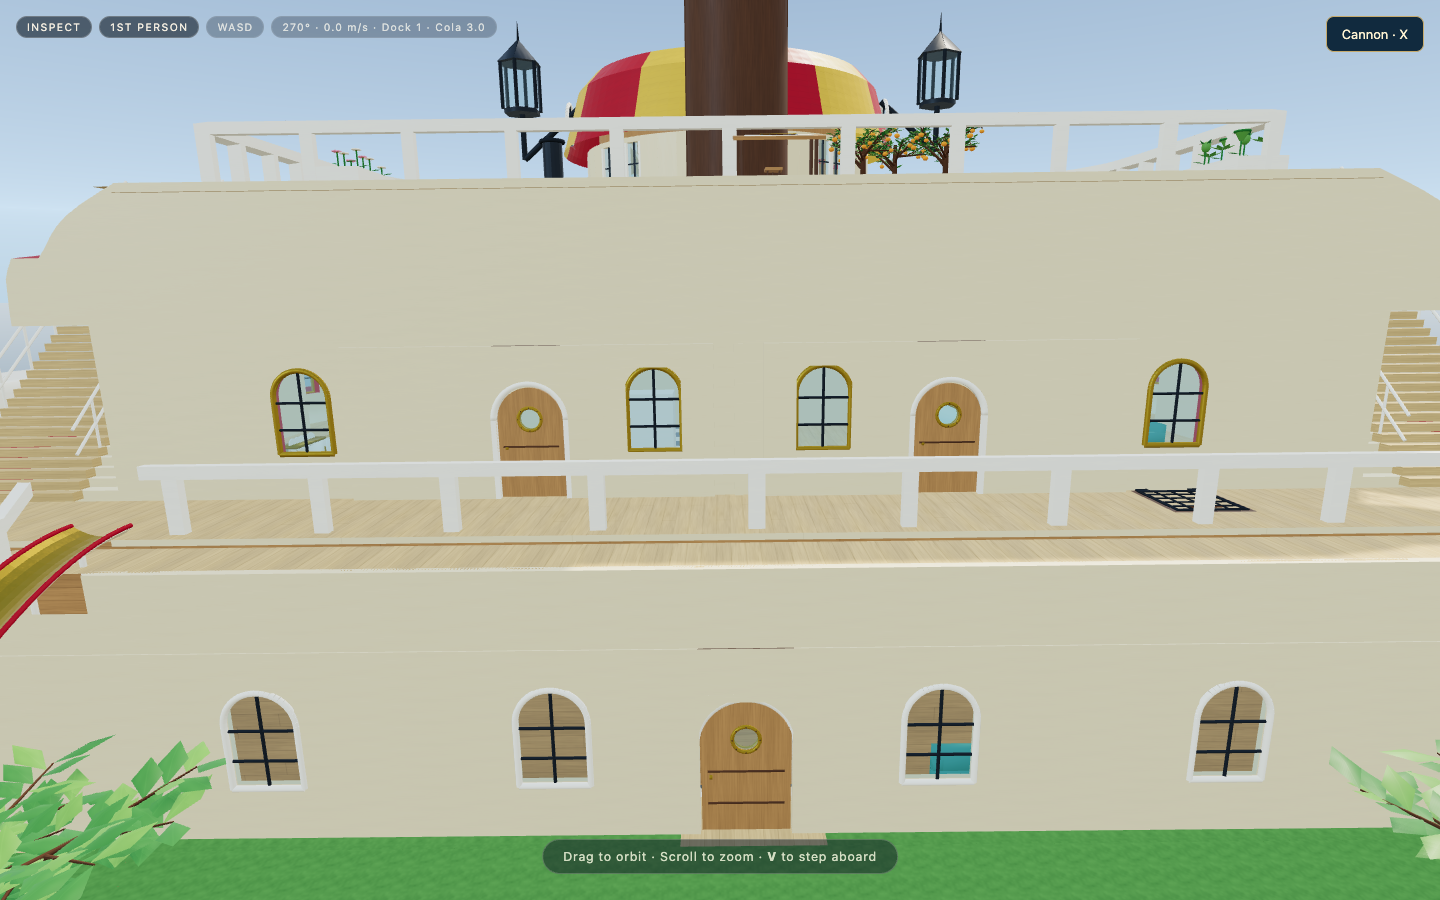 INSPECT
1ST PERSON
WASD
270° · 0.0 m/s · Dock 1 · Cola 3.0
Cannon · X
Drag to orbit · Scroll to zoom · V to step aboard